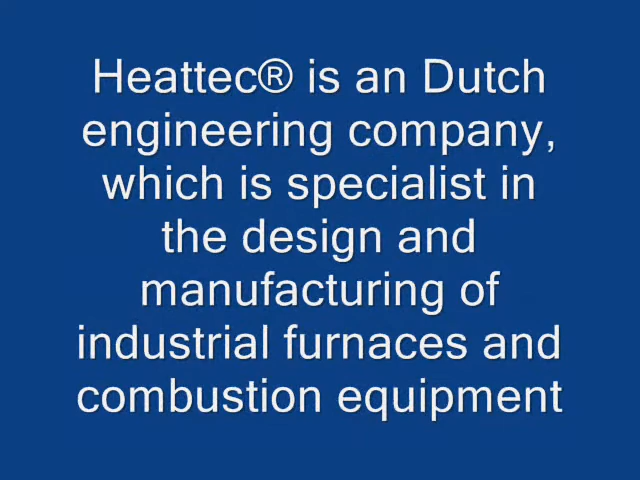 Heattec® is an Dutch
engineering company,
which is specialist in
the design and
manufacturing of
industrial furnaces and
combustion equipment